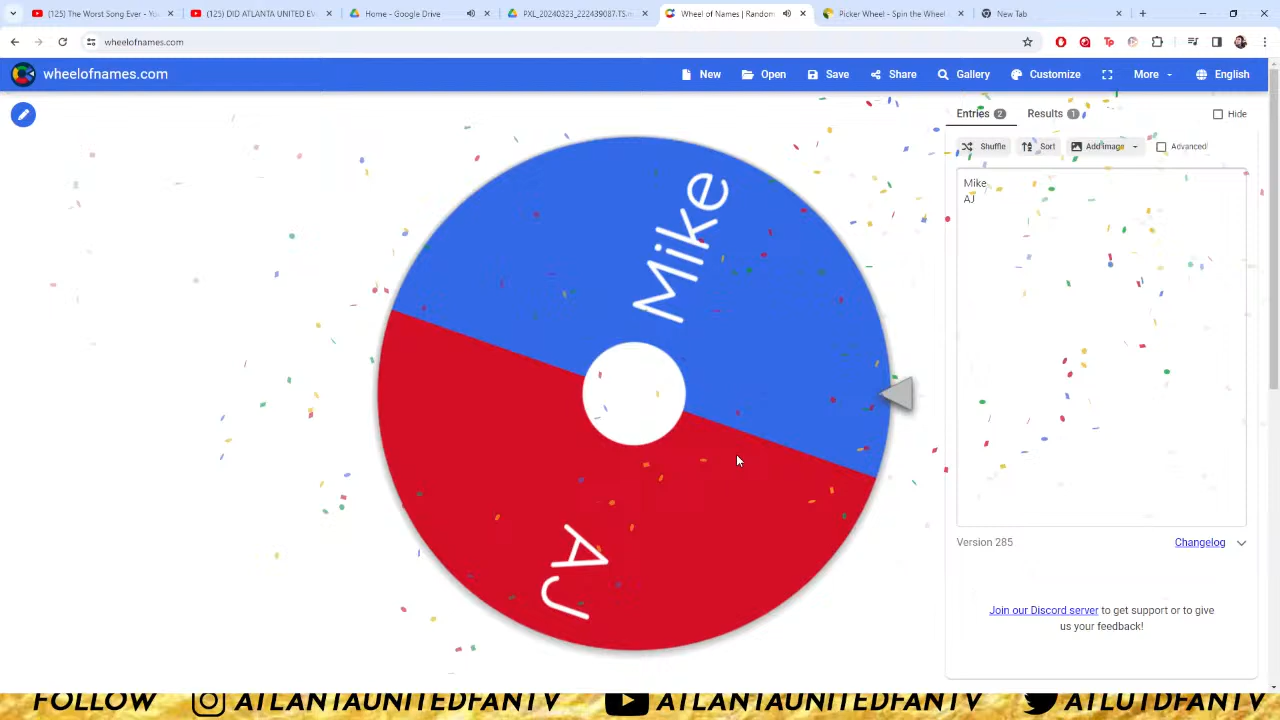 (125) The Worst Song Ever - Yo
(125) DID ATLANTA UNITED EV
Home - Google Drive
PXL_20240323_222439087.TS.m
Wheel of Names | Random
Picker Wheel - Spin the Wheel
New Tab
wheelofnames.com
wheelofnames.com
New
Open
Save
Share
Gallery
Customize
More
English
Entries 2
Results 1
Hide
Shuffle
Sort
Add image
Advanced
Mike
AJ
Mike
AJ
Version 285
Changelog
Join our Discord server to get support or to give
us your feedback!
FOLLOW ATLANTAUNITEDFANTV ATLANTAUNITEDFANTV ATLUTDFANTV